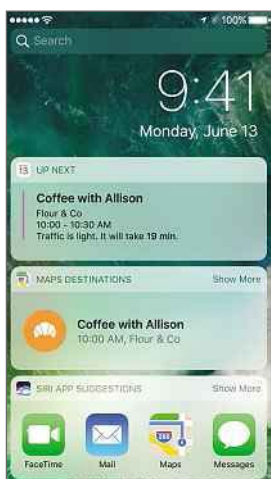 100%
Search
9:41
Monday, June 13
13 UP NEXT
Coffee with Allison
Flour & Co
10:00 - 10:30 AM
Traffic is light. It will take 19 min.
MAPS DESTINATIONS Show More
Coffee with Allison
10:00 AM, Flour & Co
SIRI APP SUGGESTIONS Show More
280
FaceTime Mail Maps Messages